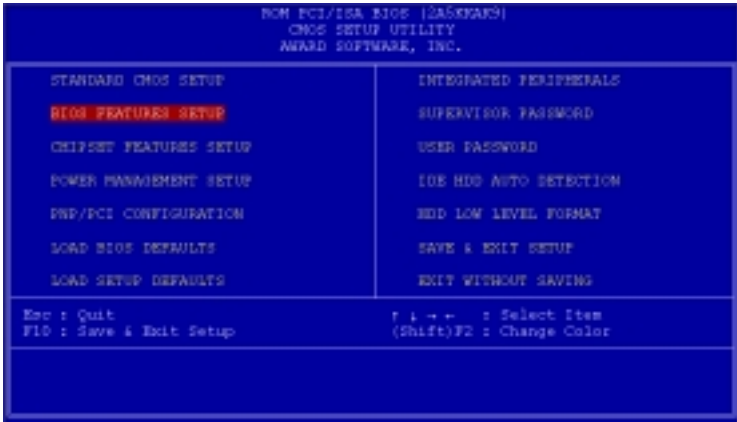 ROM PCI/ISA BIOS (2A5KKAK9)
CMOS SETUP UTILITY
AWARD SOFTWARE, INC.
STANDARD CMOS SETUP
BIOS FEATURES SETUP
CHIPSET FEATURES SETUP
POWER MANAGEMENT SETUP
PNP/PCI CONFIGURATION
LOAD BIOS DEFAULTS
LOAD SETUP DEFAULTS
INTEGRATED PERIPHERALS
SUPERVISOR PASSWORD
USER PASSWORD
IDE HDD AUTO DETECTION
HDD LOW LEVEL FORMAT
SAVE & EXIT SETUP
EXIT WITHOUT SAVING
Esc : Quit
F10 : Save & Exit Setup
↑ ↓ → ← : Select Item
(Shift)F2 : Change Color